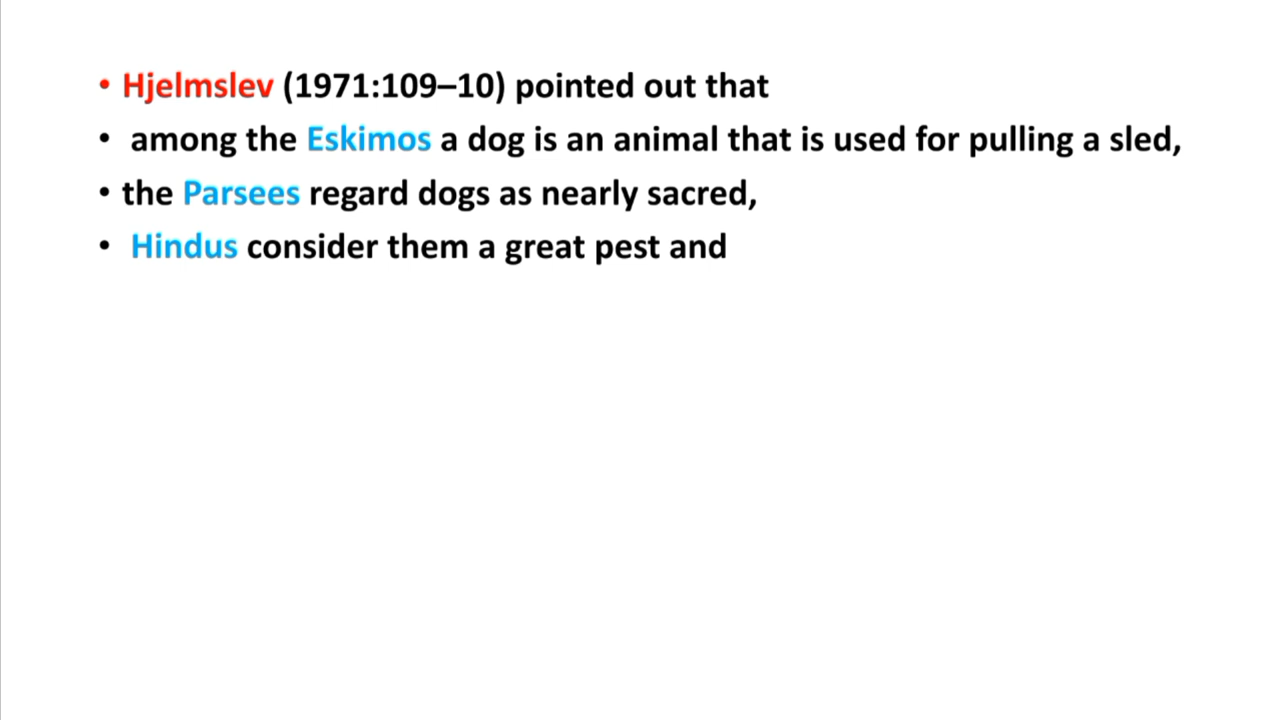 • Hjelmslev (1971:109–10) pointed out that
• among the Eskimos a dog is an animal that is used for pulling a sled,
• the Parsees regard dogs as nearly sacred,
• Hindus consider them a great pest and